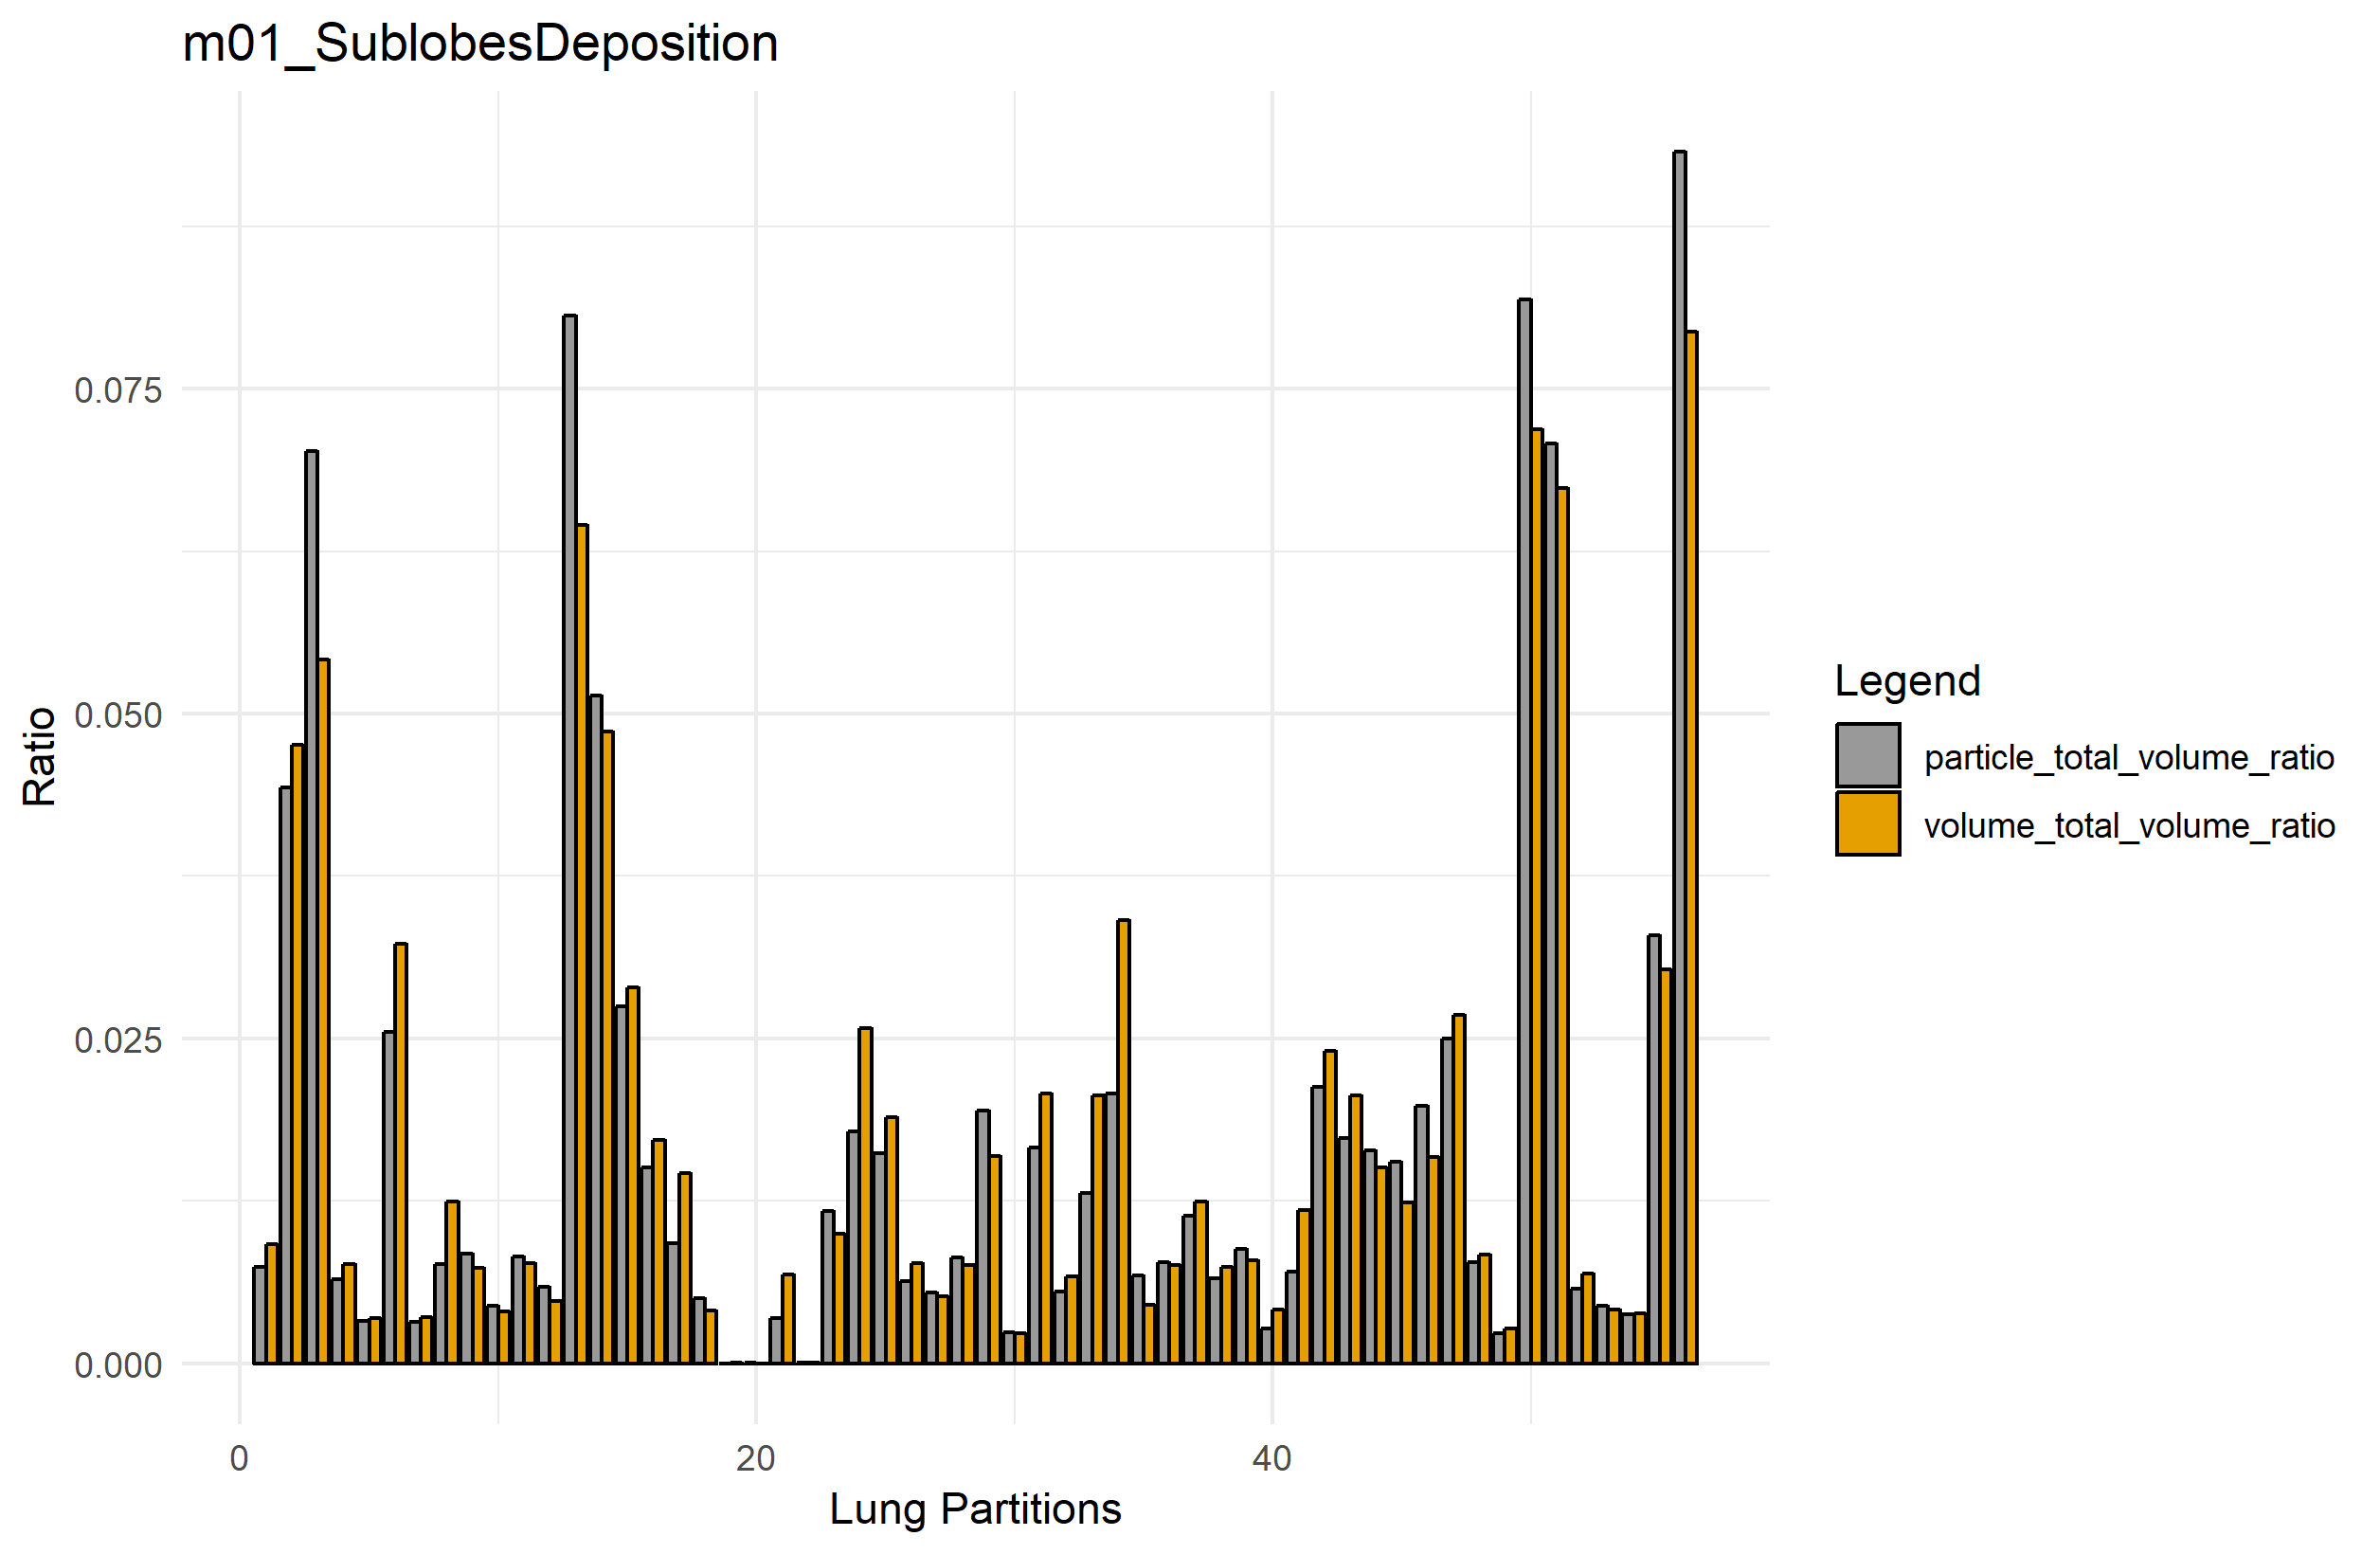 m01_SublobesDeposition
Ratio
0.075
0.050
0.025
0.000
0
20
40
Lung Partitions
Legend
particle_total_volume_ratio
volume_total_volume_ratio